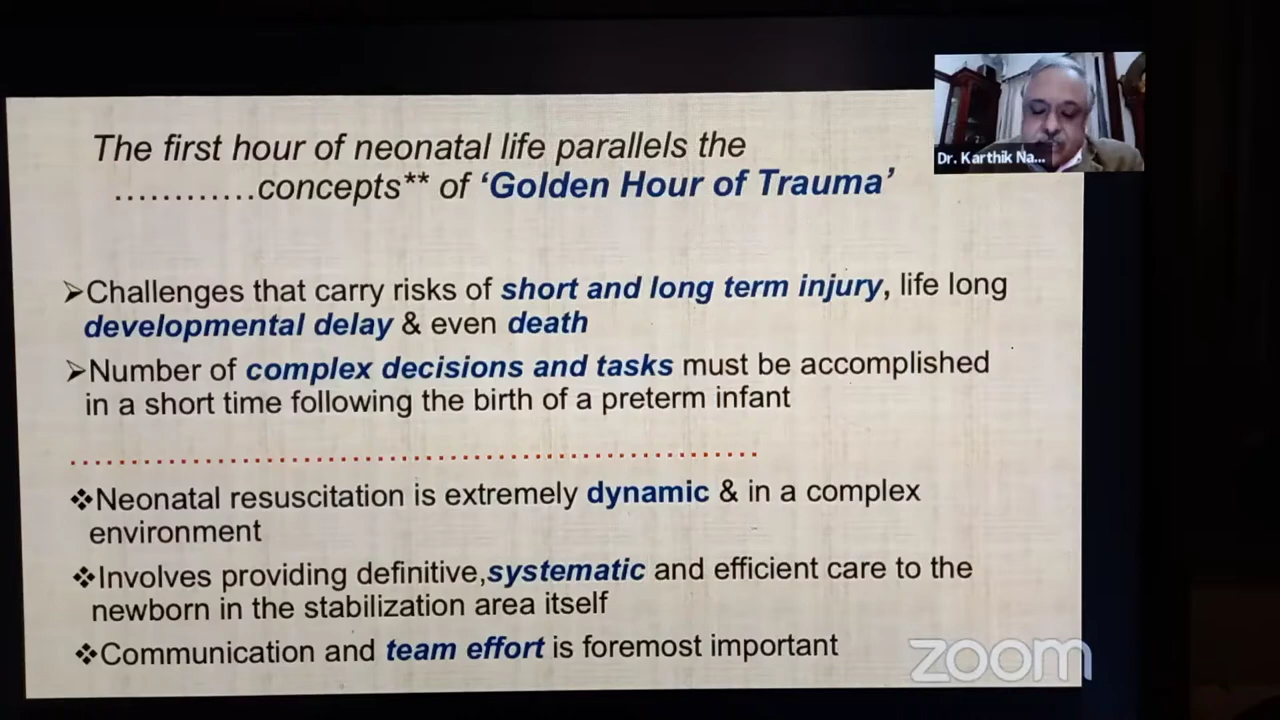 The first hour of neonatal life parallels the
............concepts** of ‘Golden Hour of Trauma’
Dr. Karthik Na...
➢Challenges that carry risks of short and long term injury, life long
developmental delay & even death
➢Number of complex decisions and tasks must be accomplished
in a short time following the birth of a preterm infant
.............................................................
❖Neonatal resuscitation is extremely dynamic & in a complex
environment
❖Involves providing definitive,systematic and efficient care to the
newborn in the stabilization area itself
❖Communication and team effort is foremost important
zoom